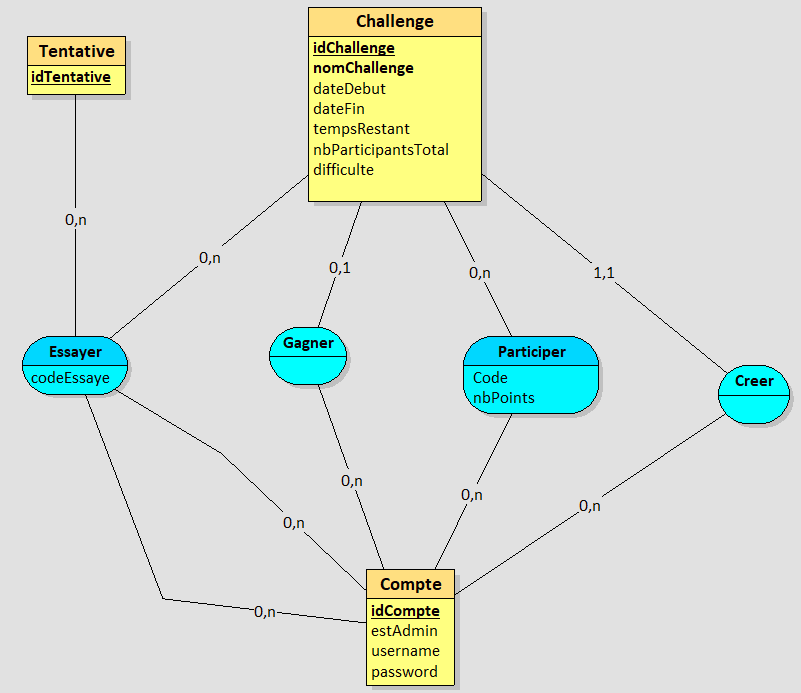 Challenge
idChallenge
nomChallenge
dateDebut
dateFin
tempsRestant
nbParticipantsTotal
difficulte
Tentative
idTentative
0,n
0,n
0,1
0,n
1,1
Essayer
codeEssaye
Gagner
Participer
Code
nbPoints
Creer
0,n
0,n
0,n
0,n
0,n
Compte
idCompte
estAdmin
username
password